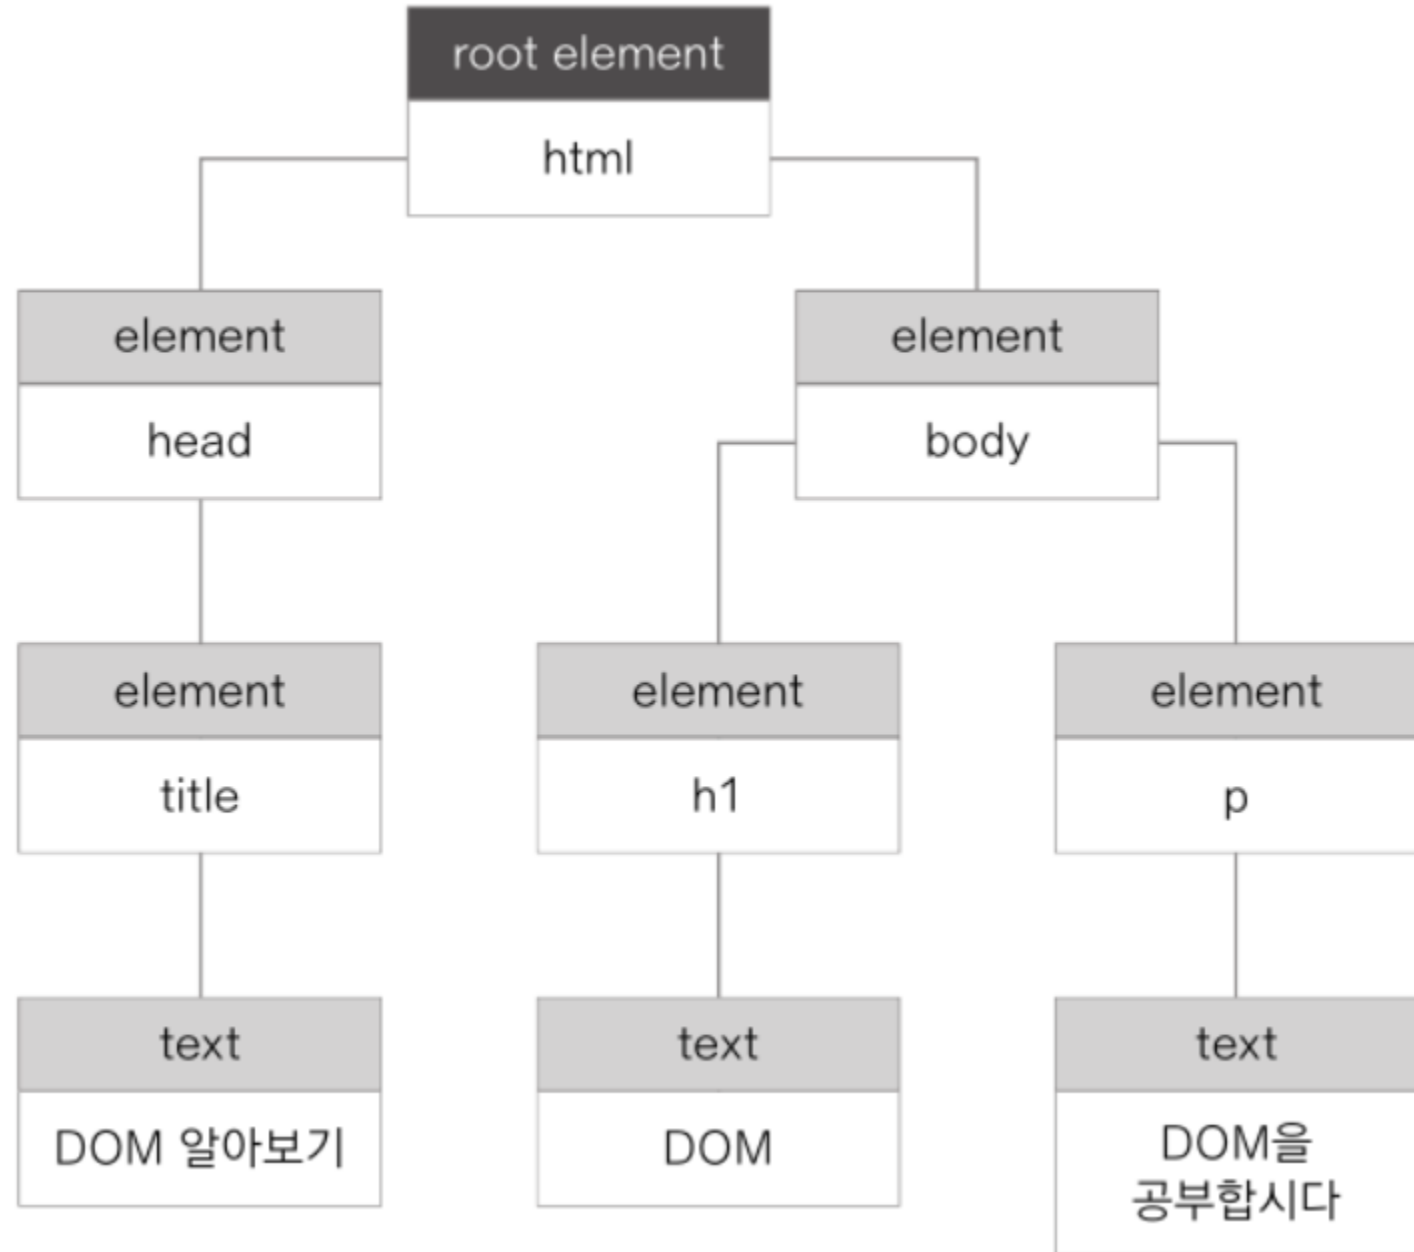 root element
html
element
element
head
body
element
element
element
title
h1
p
text
text
text
DOM 알아보기
DOM
DOM을
공부합시다